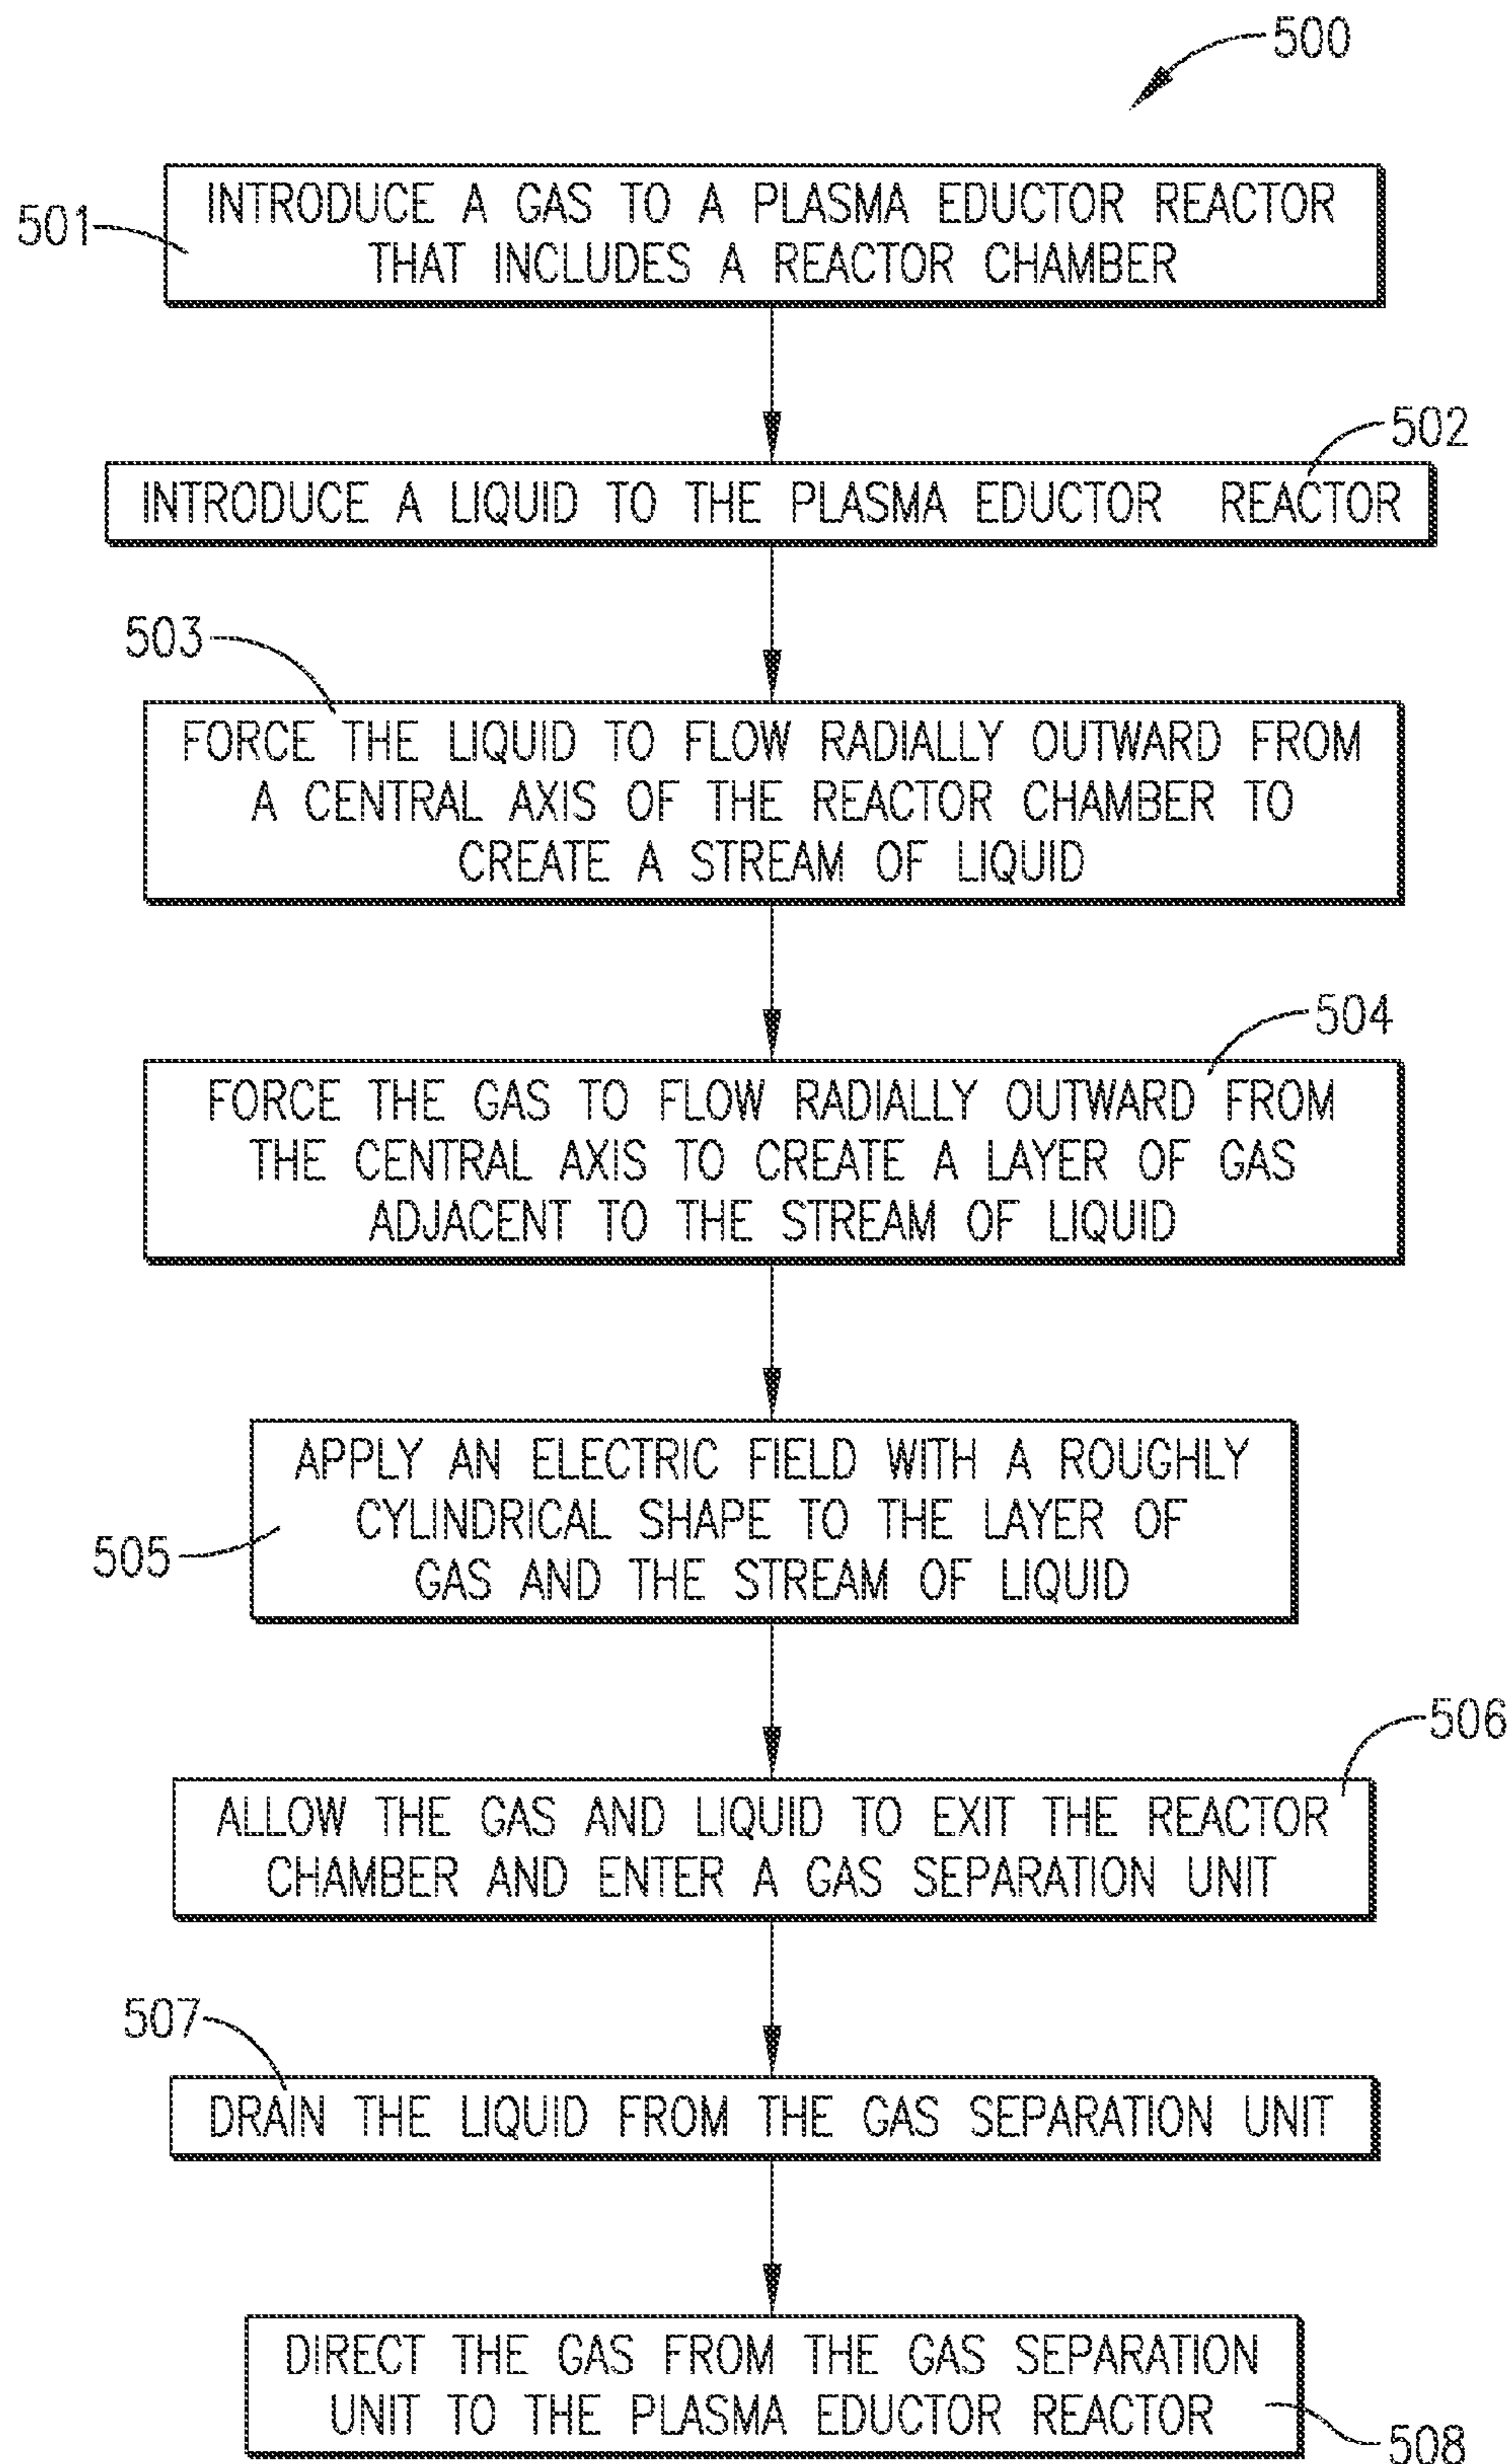 500
501
INTRODUCE A GAS TO A PLASMA EDUCTOR REACTOR
THAT INCLUDES A REACTOR CHAMBER
502
INTRODUCE A LIQUID TO THE PLASMA EDUCTOR REACTOR
503
FORCE THE LIQUID TO FLOW RADIALLY OUTWARD FROM
A CENTRAL AXIS OF THE REACTOR CHAMBER TO
CREATE A STREAM OF LIQUID
504
FORCE THE GAS TO FLOW RADIALLY OUTWARD FROM
THE CENTRAL AXIS TO CREATE A LAYER OF GAS
ADJACENT TO THE STREAM OF LIQUID
505
APPLY AN ELECTRIC FIELD WITH A ROUGHLY
CYLINDRICAL SHAPE TO THE LAYER OF
GAS AND THE STREAM OF LIQUID
506
ALLOW THE GAS AND LIQUID TO EXIT THE REACTOR
CHAMBER AND ENTER A GAS SEPARATION UNIT
507
DRAIN THE LIQUID FROM THE GAS SEPARATION UNIT
DIRECT THE GAS FROM THE GAS SEPARATION
UNIT TO THE PLASMA EDUCTOR REACTOR
508